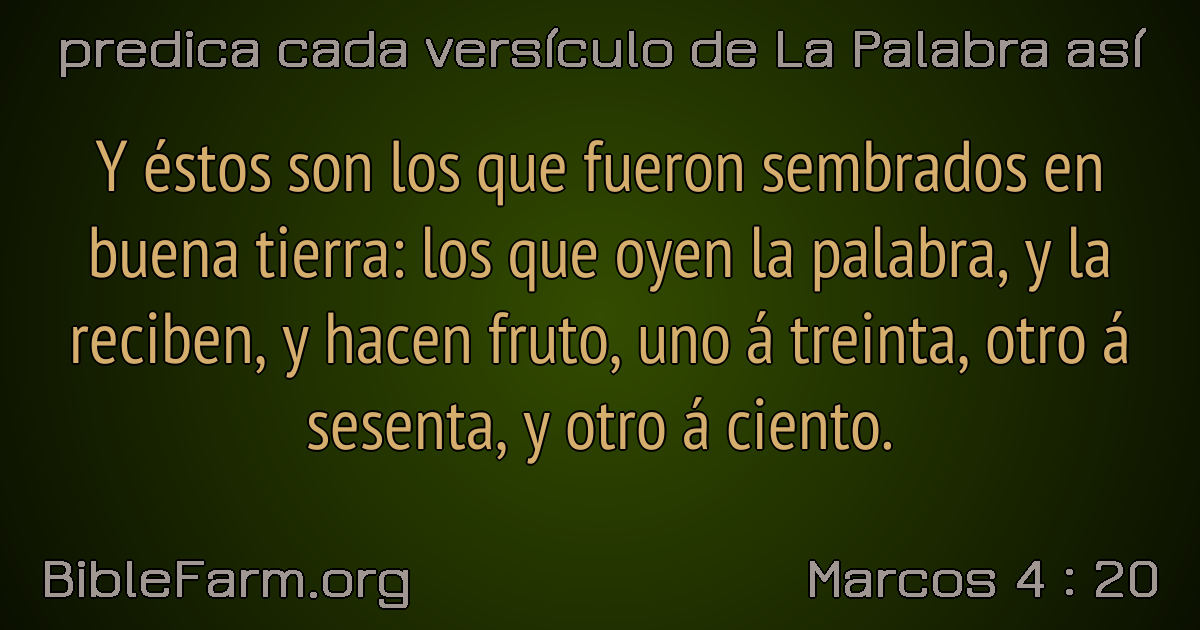 predica cada versículo de La Palabra así
Y éstos son los que fueron sembrados en
buena tierra: los que oyen la palabra, y la
reciben, y hacen fruto, uno á treinta, otro á
sesenta, y otro á ciento.
BibleFarm.org
Marcos 4 : 20